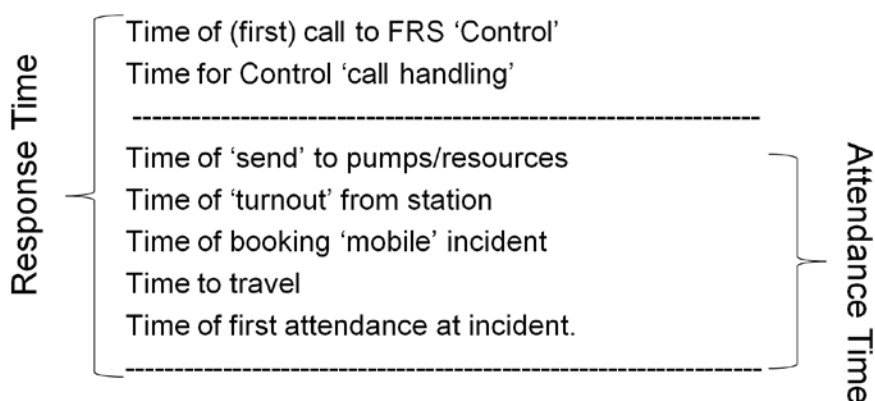 Response Time
Time of (first) call to FRS ‘Control’
Time for Control ‘call handling’
Time of ‘send’ to pumps/resources
Time of ‘turnout’ from station
Time of booking ‘mobile’ incident
Time to travel
Time of first attendance at incident.
Attendance Time